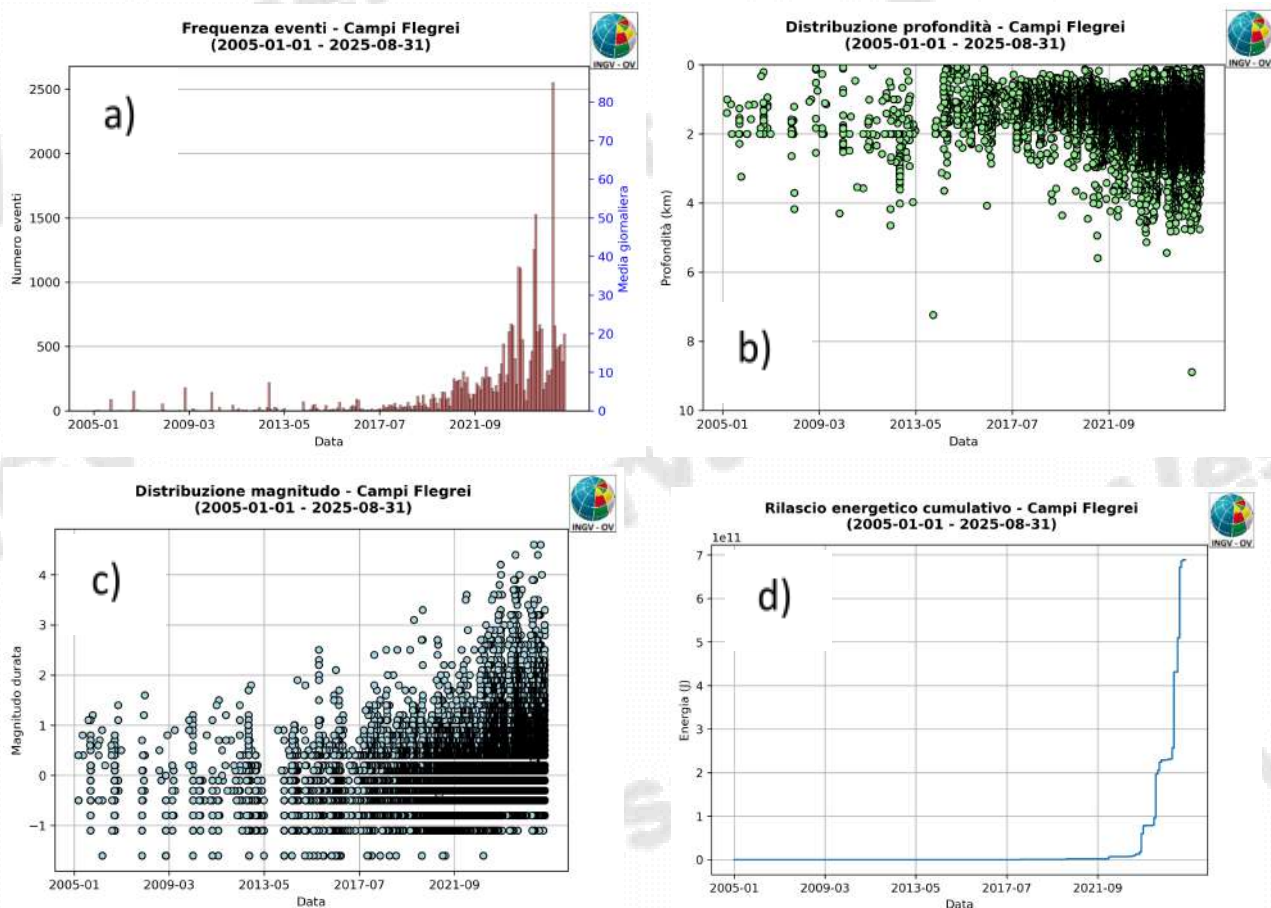 Frequenza eventi - Campi Flegrei
(2005-01-01 - 2025-08-31)
INGV - OV
a)
2500
2000
1500
1000
500
0
Numero eventi
80
70
60
50
40
30
20
10
0
Media giornaliera
2005-01 2009-03 2013-05 2017-07 2021-09
Data
Distribuzione profondità - Campi Flegrei
(2005-01-01 - 2025-08-31)
INGV - OV
0
2
4
6
8
10
Profondità (km)
b)
2005-01 2009-03 2013-05 2017-07 2021-09
Data
Distribuzione magnitudo - Campi Flegrei
(2005-01-01 - 2025-08-31)
INGV - OV
c)
4
3
2
1
0
−1
Magnitudo durata
2005-01 2009-03 2013-05 2017-07 2021-09
Data
Rilascio energetico cumulativo - Campi Flegrei
(2005-01-01 - 2025-08-31)
INGV - OV
1e11
d)
7
6
5
4
3
2
1
0
Energia (J)
2005-01 2009-03 2013-05 2017-07 2021-09
Data